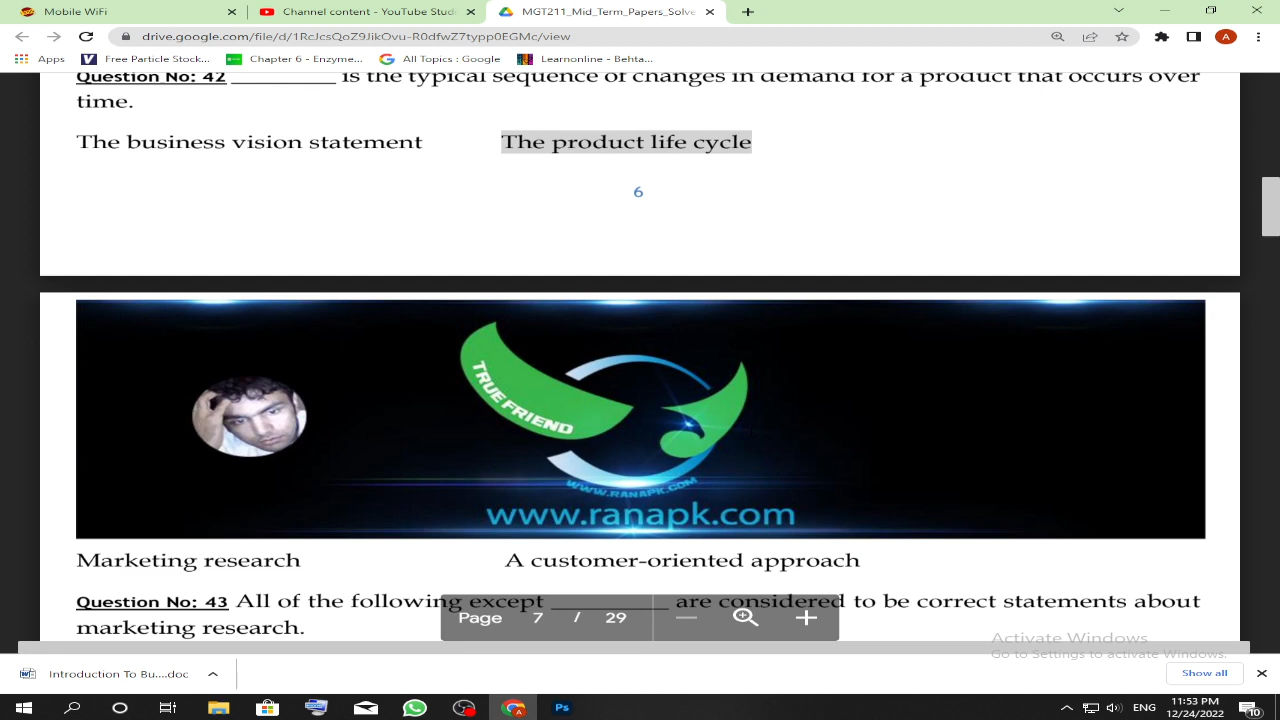 Mobily WiFi
Content - YouTube Studi
MGT211_Mid_Term_Papers_Solve
drive.google.com/file/d/1RcJcsQoZ9JikOvu-R0dfwZ7typp0EGMc/view
A
Apps
Free Particle Stock...
Chapter 6 - Enzyme...
All Topics : Google
Learnonline - Behta...
Question No: 42 __________ is the typical sequence of changes in demand for a product that occurs over
time.
The business vision statement The product life cycle
6
TRUE FRIEND
WWW.RANAPK.COM
www.ranapk.com
Marketing research A customer-oriented approach
Question No: 43 All of the following except __________ are considered to be correct statements about
marketing research.
Page 7 / 29
Activate Windows
Go to Settings to activate Windows.
Introduction To Bu....doc
Show all
ENG
11:53 PM
12/24/2022
10
Ps